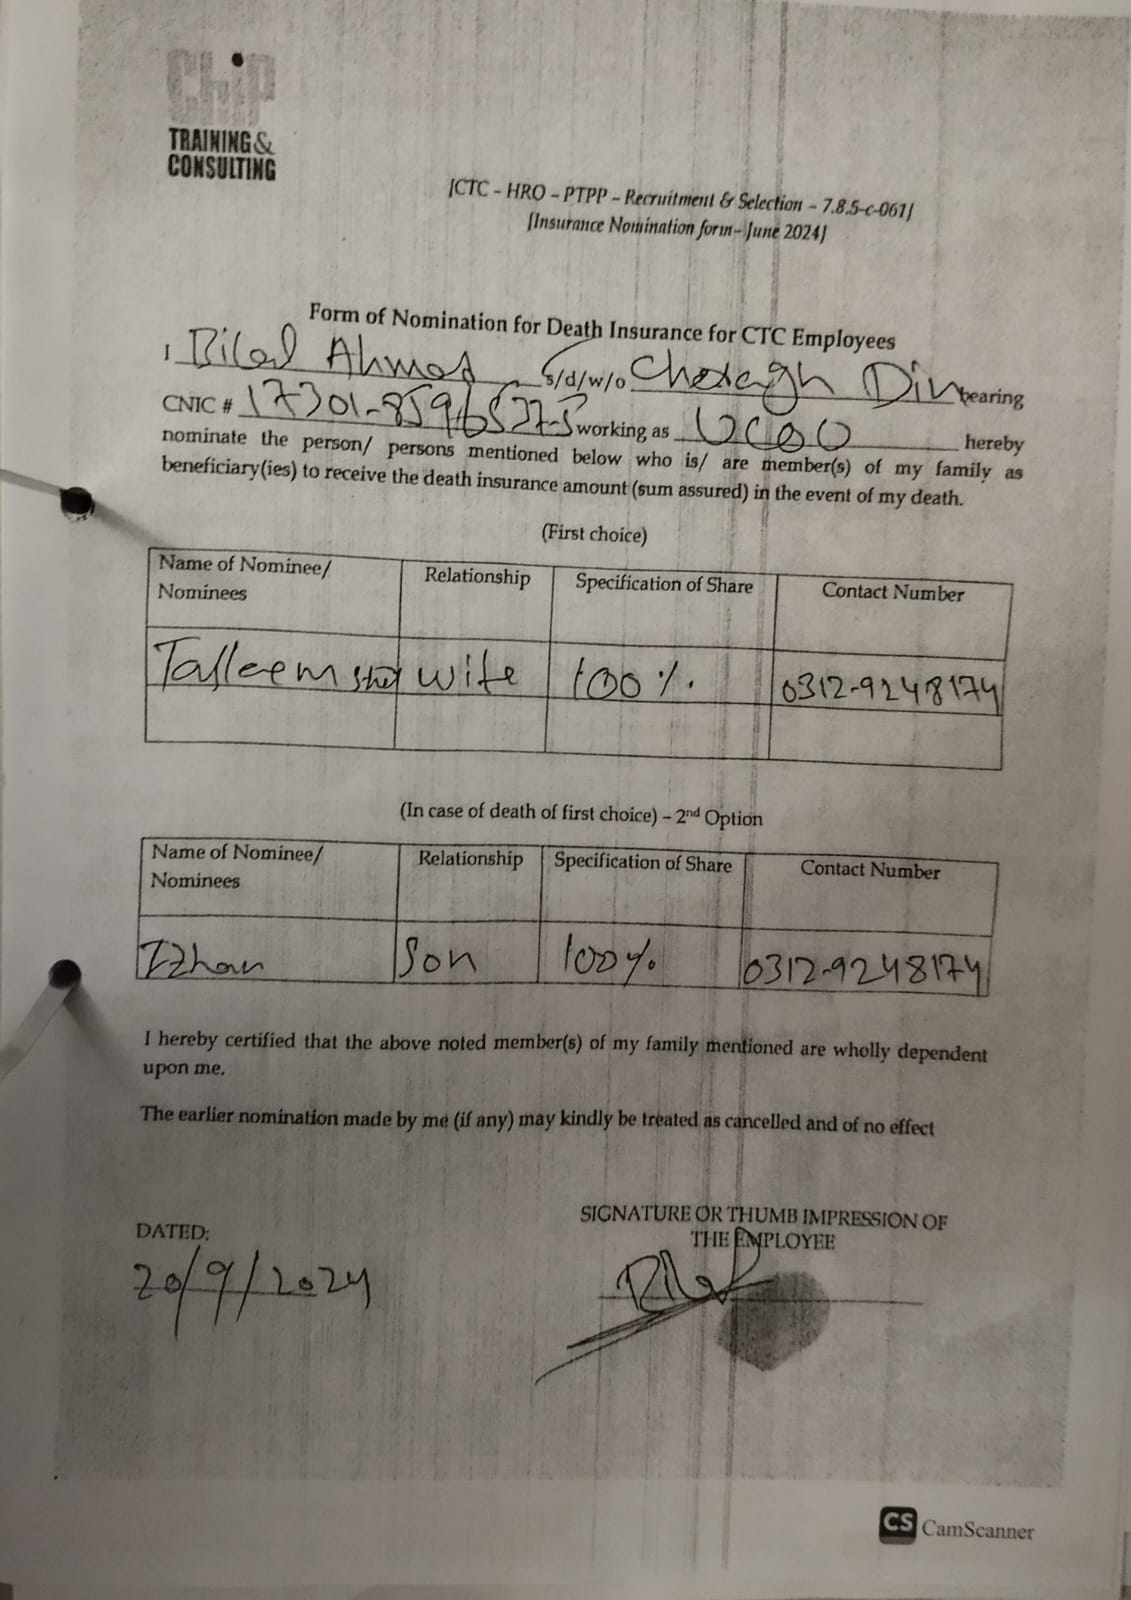 ChiP
TRAINING &
CONSULTING
[CTC - HRO - PTPP - Recruitment & Selection - 7.8.5-c-061]
[Insurance Nomination form- June 2024]
Form of Nomination for Death Insurance for CTC Employees
I Bilal Ahmad s/d/w/o Cheragh Din bearing
CNIC # working as UCOO hereby
nominate the person/ persons mentioned below who is/ are member(s) of my family as
beneficiary(ies) to receive the death insurance amount (sum assured) in the event of my death.
(First choice)
Name of Nominee/ Relationship Specification of Share Contact Number
Nominees
wife 100% 0312-9248174
(In case of death of first choice) – 2nd Option
Name of Nominee/ Relationship Specification of Share Contact Number
Nominees
Izhan Son 100% 0312-9248174
I hereby certified that the above noted member(s) of my family mentioned are wholly dependent
upon me.
The earlier nomination made by me (if any) may kindly be treated as cancelled and of no effect
SIGNATURE OR THUMB IMPRESSION OF
DATED: THE EMPLOYEE
20/9/2024
CS CamScanner